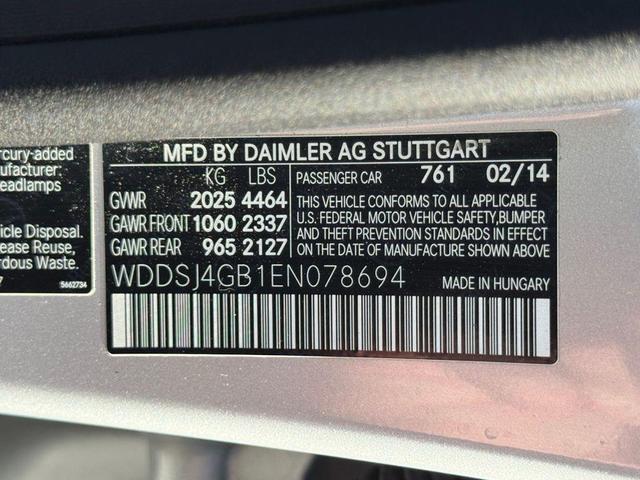 rcury-added
anufacturer:
eadlamps
hicle Disposal.
ease Reuse,
rdous Waste.
7
5662734
MFD BY DAIMLER AG STUTTGART
KG LBS
GVWR 2025 4464
GAWR FRONT 1060 2337
GAWR REAR 965 2127
PASSENGER CAR 761 02/14
THIS VEHICLE CONFORMS TO ALL APPLICABLE
U.S. FEDERAL MOTOR VEHICLE SAFETY,BUMPER
AND THEFT PREVENTION STANDARDS IN EFFECT
ON THE DATE OF MANUFACTURE SHOWN ABOVE.
WDDSJ4GB1EN078694
MADE IN HUNGARY